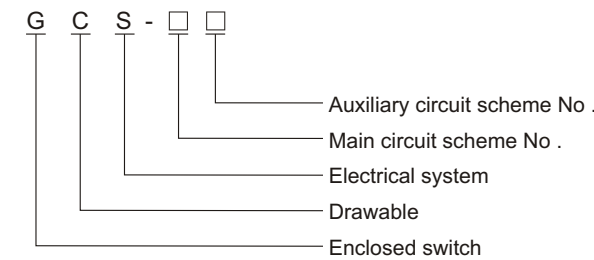 G C S - □ □
Auxiliary circuit scheme No .
Main circuit scheme No .
Electrical system
Drawable
Enclosed switch